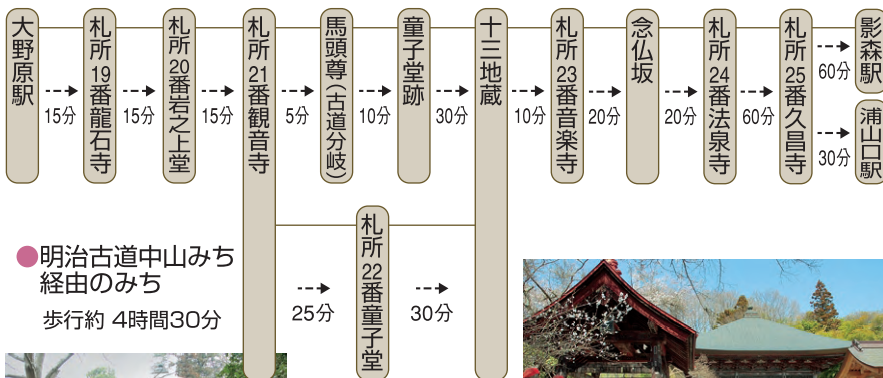 大野原駅
15分
札所19番龍石寺
15分
札所20番岩之上堂
15分
札所21番観音寺
5分
馬頭尊(古道分岐)
10分
童子堂跡
30分
十三地蔵
10分
札所23番音楽寺
20分
念仏坂
20分
札所24番法泉寺
60分
札所25番久昌寺
60分
影森駅
30分
浦山口駅
25分
札所22番童子堂
30分
●明治古道中山みち
経由のみち
歩行約 4時間30分